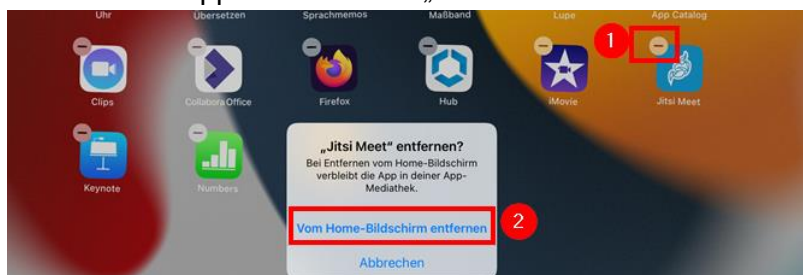 Uhr Übersetzen Sprachmemos Maßband Lupe App Catalog
1
Clips Collabora Office Firefox Hub iMovie Jitsi Meet
Keynote Numbers
„Jitsi Meet“ entfernen?
Bei Entfernen vom Home-Bildschirm
verbleibt die App in deiner App-
Mediathek.
Vom Home-Bildschirm entfernen 2
Abbrechen